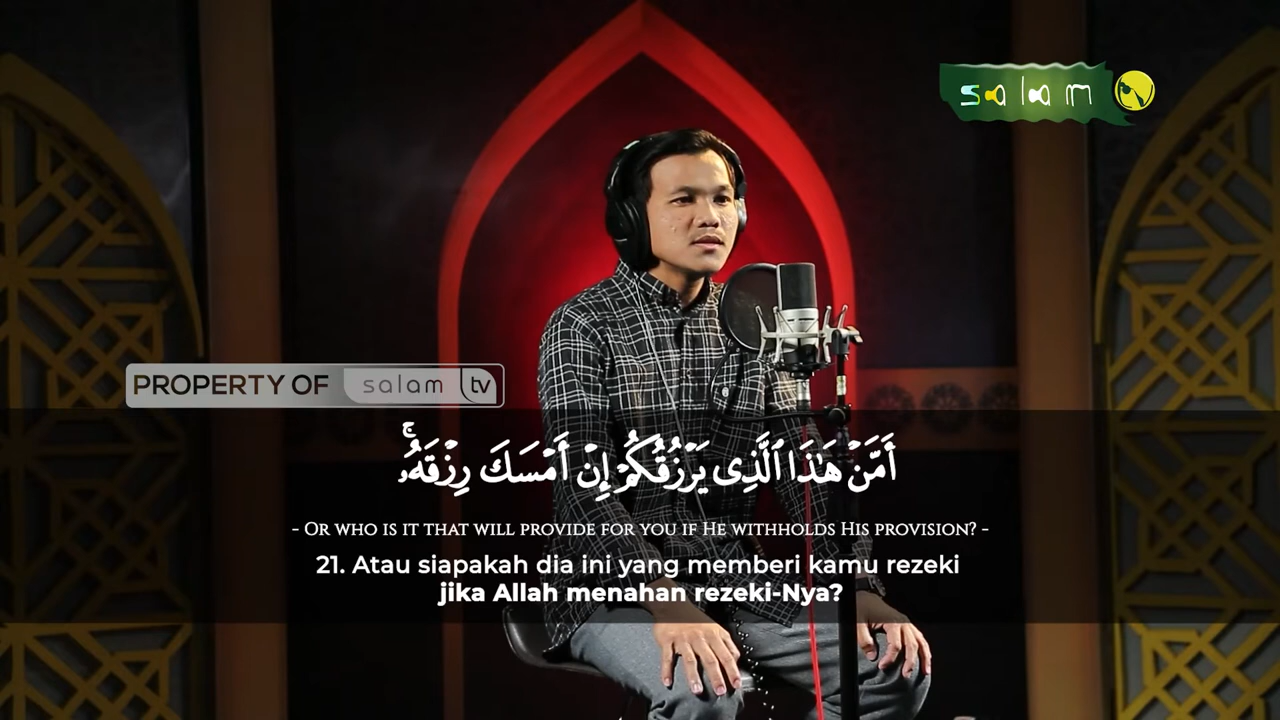 salam
PROPERTY OF salam tv
أَمَّنْ هَـٰذَا ٱلَّذِى يَرْزُقُكُمْ إِنْ أَمْسَكَ رِزْقَهُۥ ۚ
- OR WHO IS IT THAT WILL PROVIDE FOR YOU IF HE WITHHOLDS HIS PROVISION? -
21. Atau siapakah dia ini yang memberi kamu rezeki
jika Allah menahan rezeki-Nya?